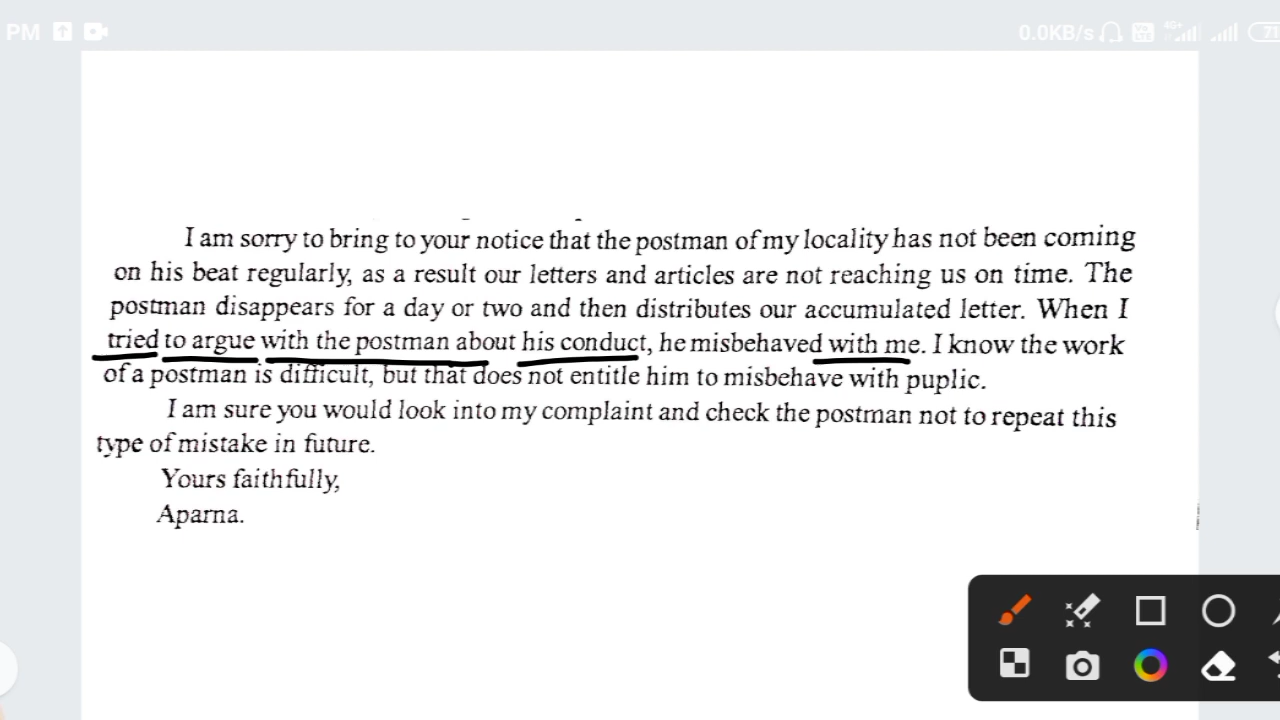 PM
0.0KB/s 4G+ 71
I am sorry to bring to your notice that the postman of my locality has not been coming
on his beat regularly, as a result our letters and articles are not reaching us on time. The
postman disappears for a day or two and then distributes our accumulated letter. When I
tried to argue with the postman about his conduct, he misbehaved with me. I know the work
of a postman is difficult, but that does not entitle him to misbehave with puplic.
I am sure you would look into my complaint and check the postman not to repeat this
type of mistake in future.
Yours faithfully,
Aparna.